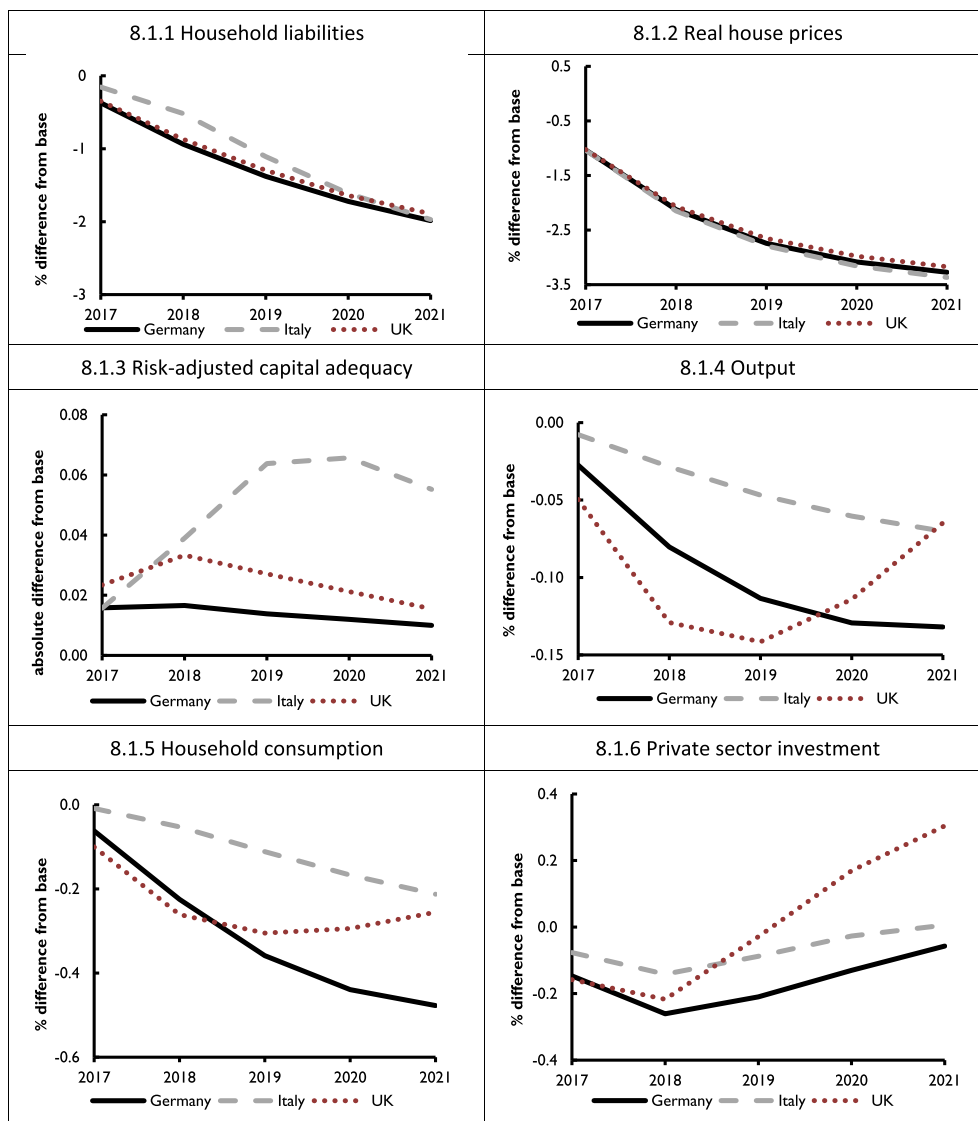 8.1.1 Household liabilities
% difference from base
0
-1
-2
-3
2017 2018 2019 2020 2021
Germany Italy UK
8.1.2 Real house prices
% difference from base
0.5
-0.5
-1.5
-2.5
-3.5
2017 2018 2019 2020 2021
Germany Italy UK
8.1.3 Risk-adjusted capital adequacy
absolute difference from base
0.08
0.06
0.04
0.02
0.00
2017 2018 2019 2020 2021
Germany Italy UK
8.1.4 Output
% difference from base
0.00
-0.05
-0.10
-0.15
2017 2018 2019 2020 2021
Germany Italy UK
8.1.5 Household consumption
% difference from base
0.0
-0.2
-0.4
-0.6
2017 2018 2019 2020 2021
Germany Italy UK
8.1.6 Private sector investment
% difference from base
0.4
0.2
0.0
-0.2
-0.4
2017 2018 2019 2020 2021
Germany Italy UK